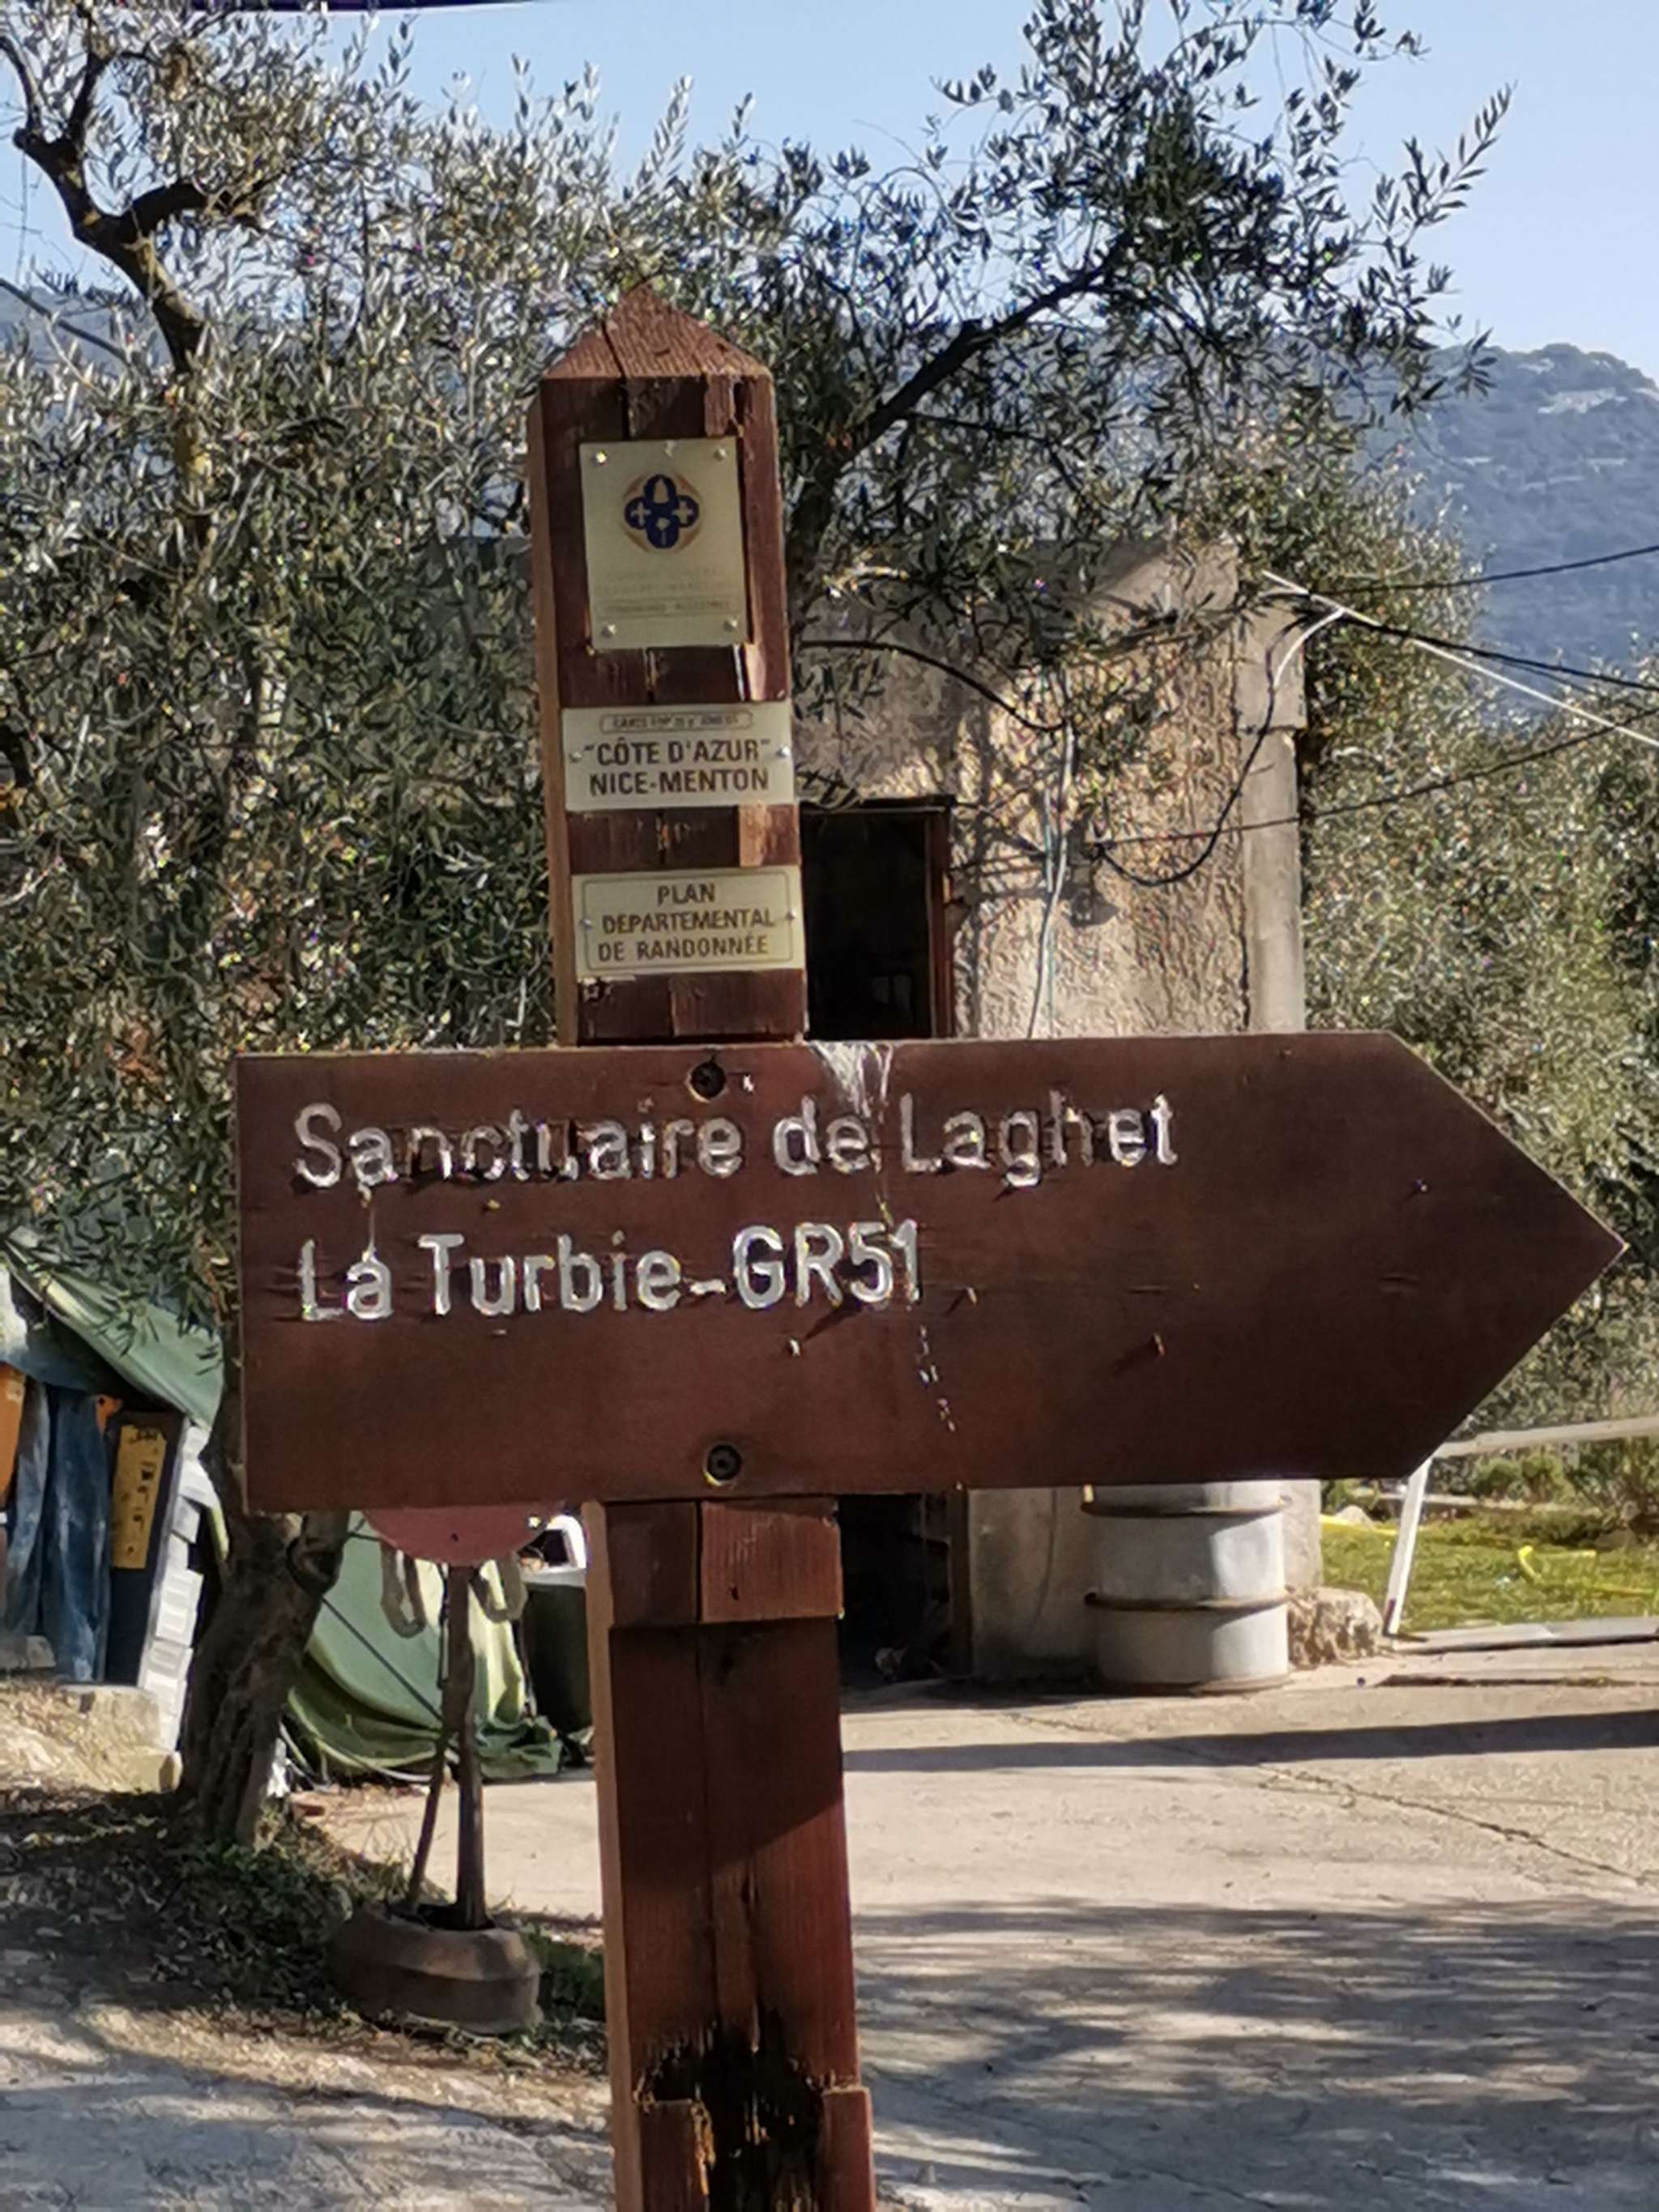 "CÔTE D'AZUR"
NICE-MENTON
PLAN
DEPARTEMENTAL
DE RANDONNÉE
Sanctuaire de Laghet
La Turbie-GR51